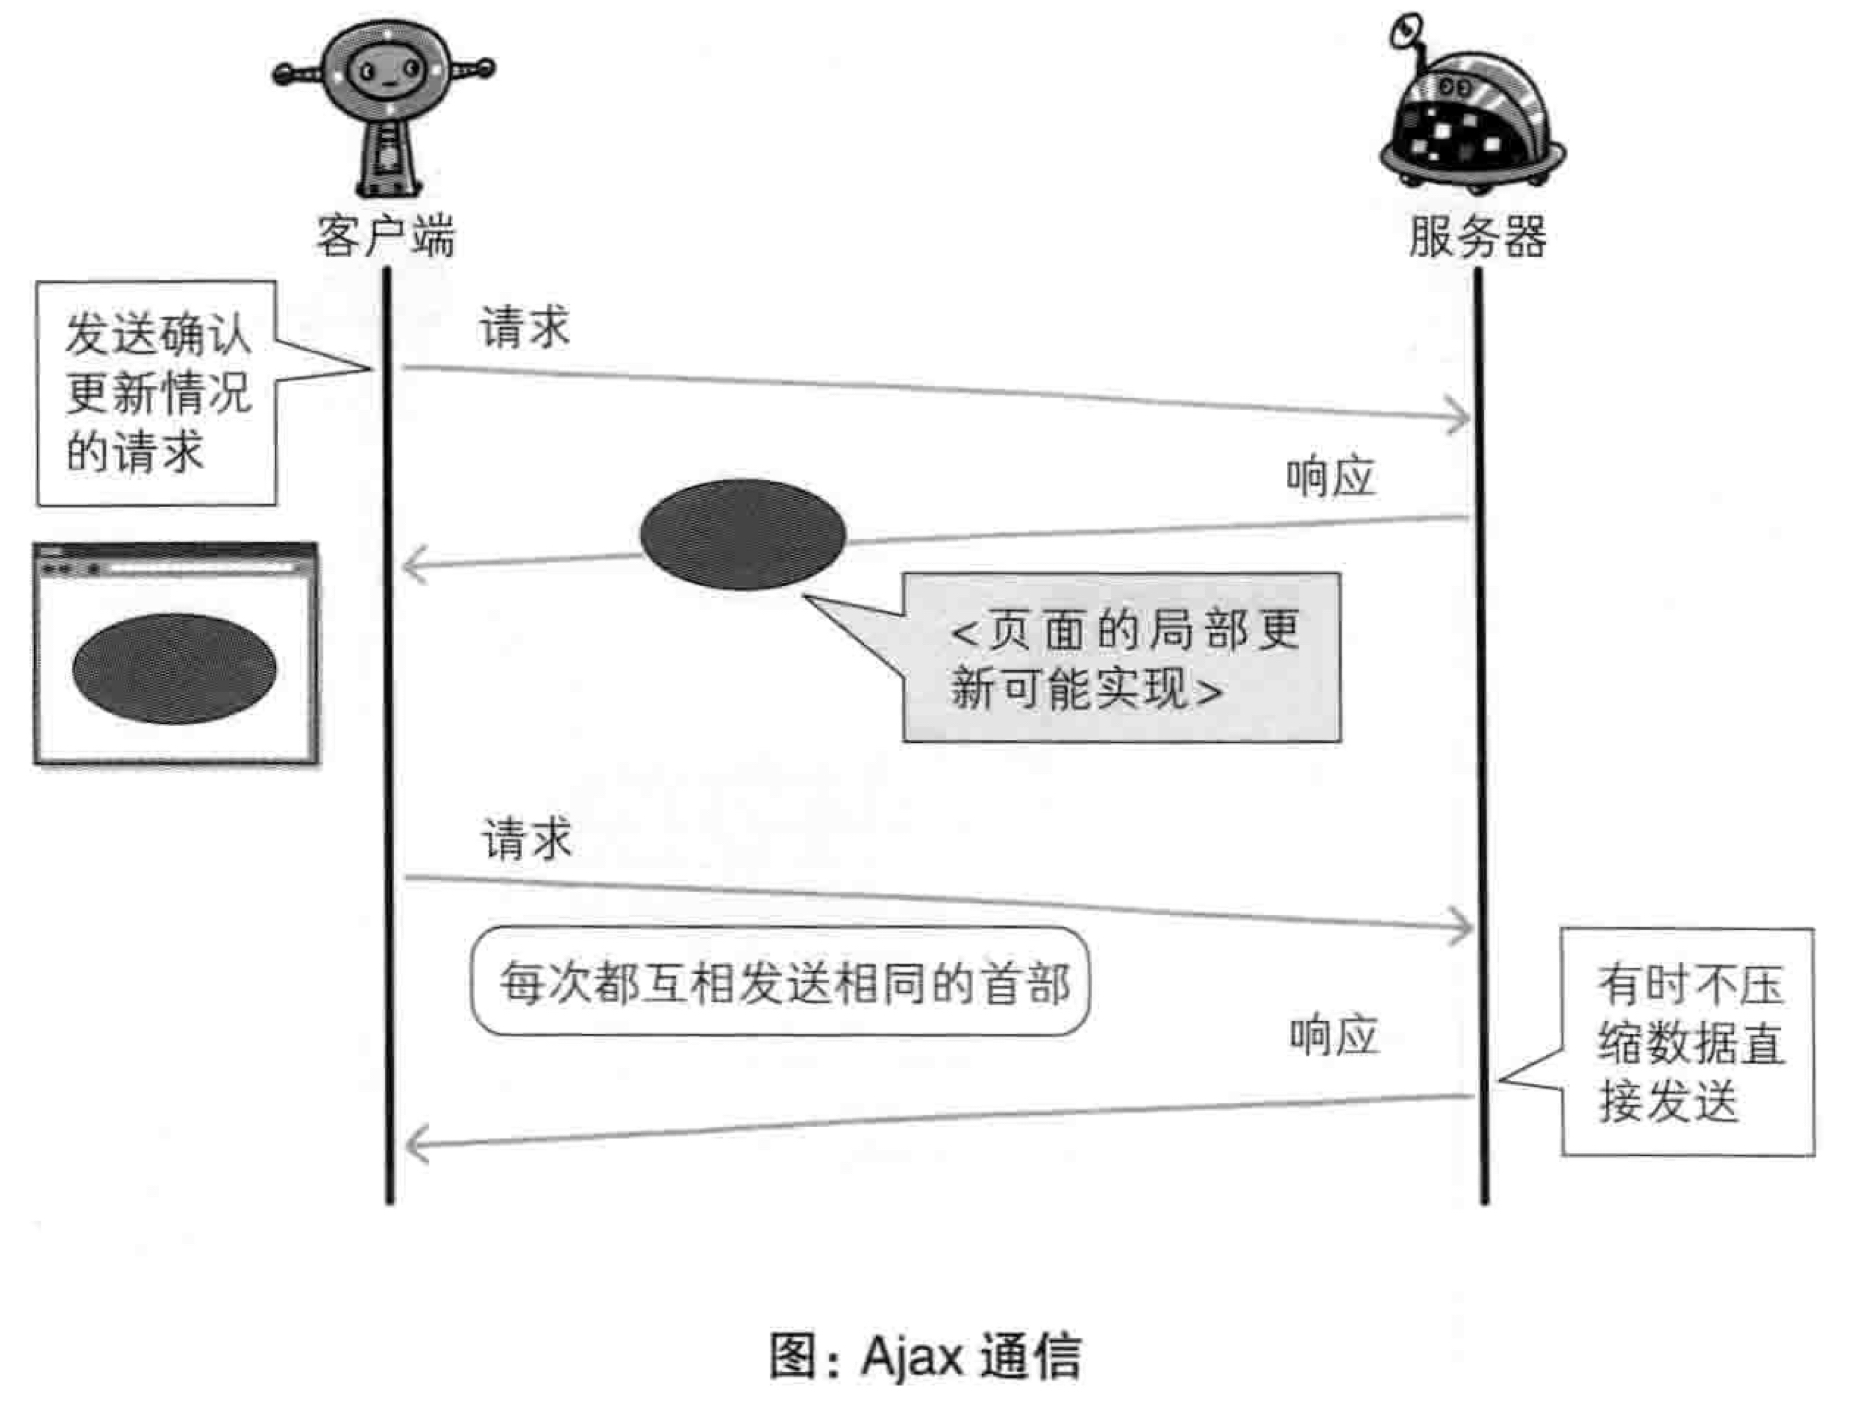 客户端
服务器
发送确认
更新情况
的请求
请求
响应
<页面的局部更
新可能实现>
请求
每次都互相发送相同的首部
响应
有时不压
缩数据直
接发送
图：Ajax 通信